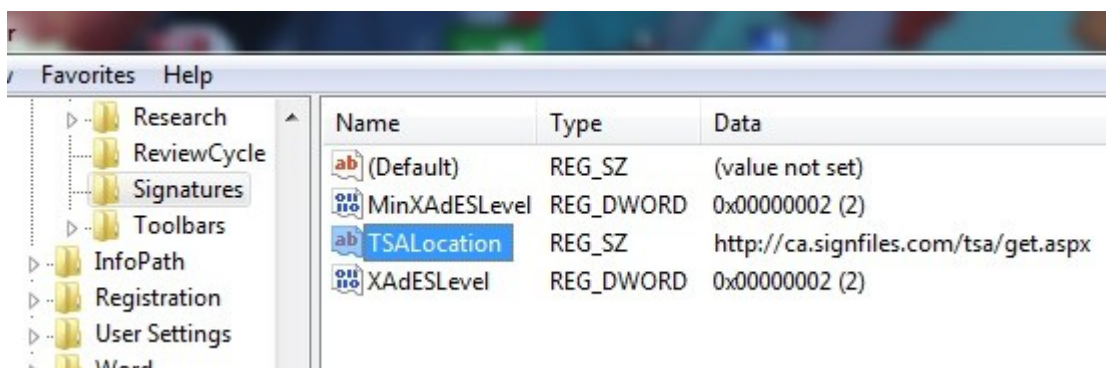 r
Favorites Help
Research
ReviewCycle
Signatures
Toolbars
InfoPath
Registration
User Settings
Word
Name Type Data
(Default) REG_SZ (value not set)
MinXAdESLevel REG_DWORD 0x00000002 (2)
TSALocation REG_SZ http://ca.signfiles.com/tsa/get.aspx
XAdESLevel REG_DWORD 0x00000002 (2)